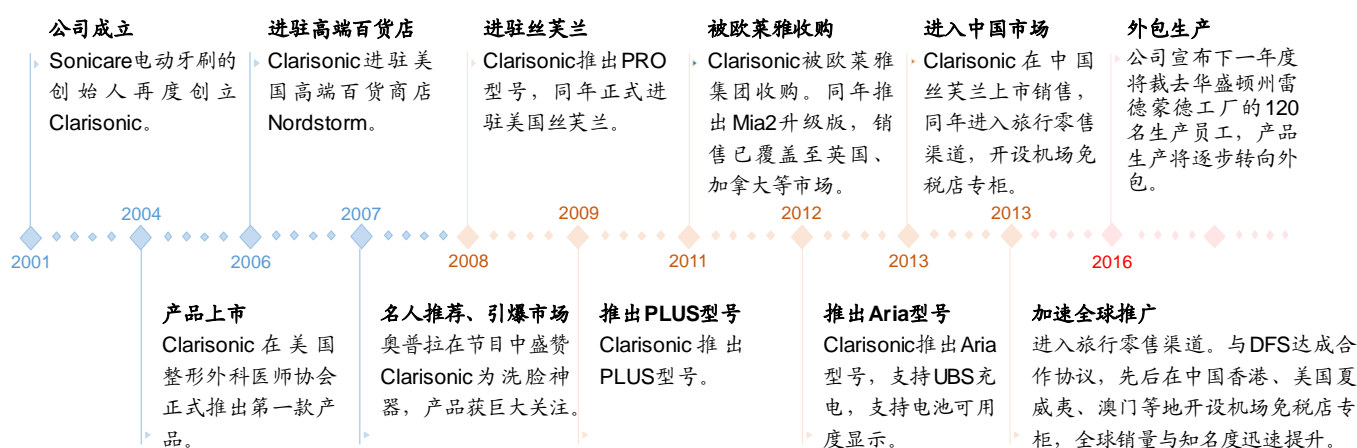 公司成立
Sonicare电动牙刷的
创始人再度创立
Clarisonic。
进驻高端百货店
Clarisonic进驻美
国高端百货商店
Nordstorm。
进驻丝芙兰
Clarisonic推出PRO
型号，同年正式进
驻美国丝芙兰。
被欧莱雅收购
Clarisonic被欧莱雅
集团收购。同年推
出Mia2升级版，销
售已覆盖至英国、
加拿大等市场。
进入中国市场
Clarisonic在中国
丝芙兰上市销售，
同年进入旅行零售
渠道，开设机场免
税店专柜。
外包生产
公司宣布下一年度
将裁去华盛顿州雷
德蒙德工厂的120
名生产员工，产品
生产将逐步转向外
包。
2004
2007
2009
2012
2013
2001
2006
2008
2011
2013
2016
产品上市
Clarisonic在美国
整形外科医师协会
正式推出第一款产
品。
名人推荐、引爆市场
奥普拉在节目中盛赞
Clarisonic为洗脸神
器，产品获巨大关注。
推出PLUS型号
Clarisonic推出
PLUS型号。
推出Aria型号
Clarisonic推出Aria
型号，支持UBS充
电，支持电池可用
度显示。
加速全球推广
进入旅行零售渠道。与DFS达成合
作协议，先后在中国香港、美国夏
威夷、澳门等地开设机场免税店专
柜，全球销量与知名度迅速提升。